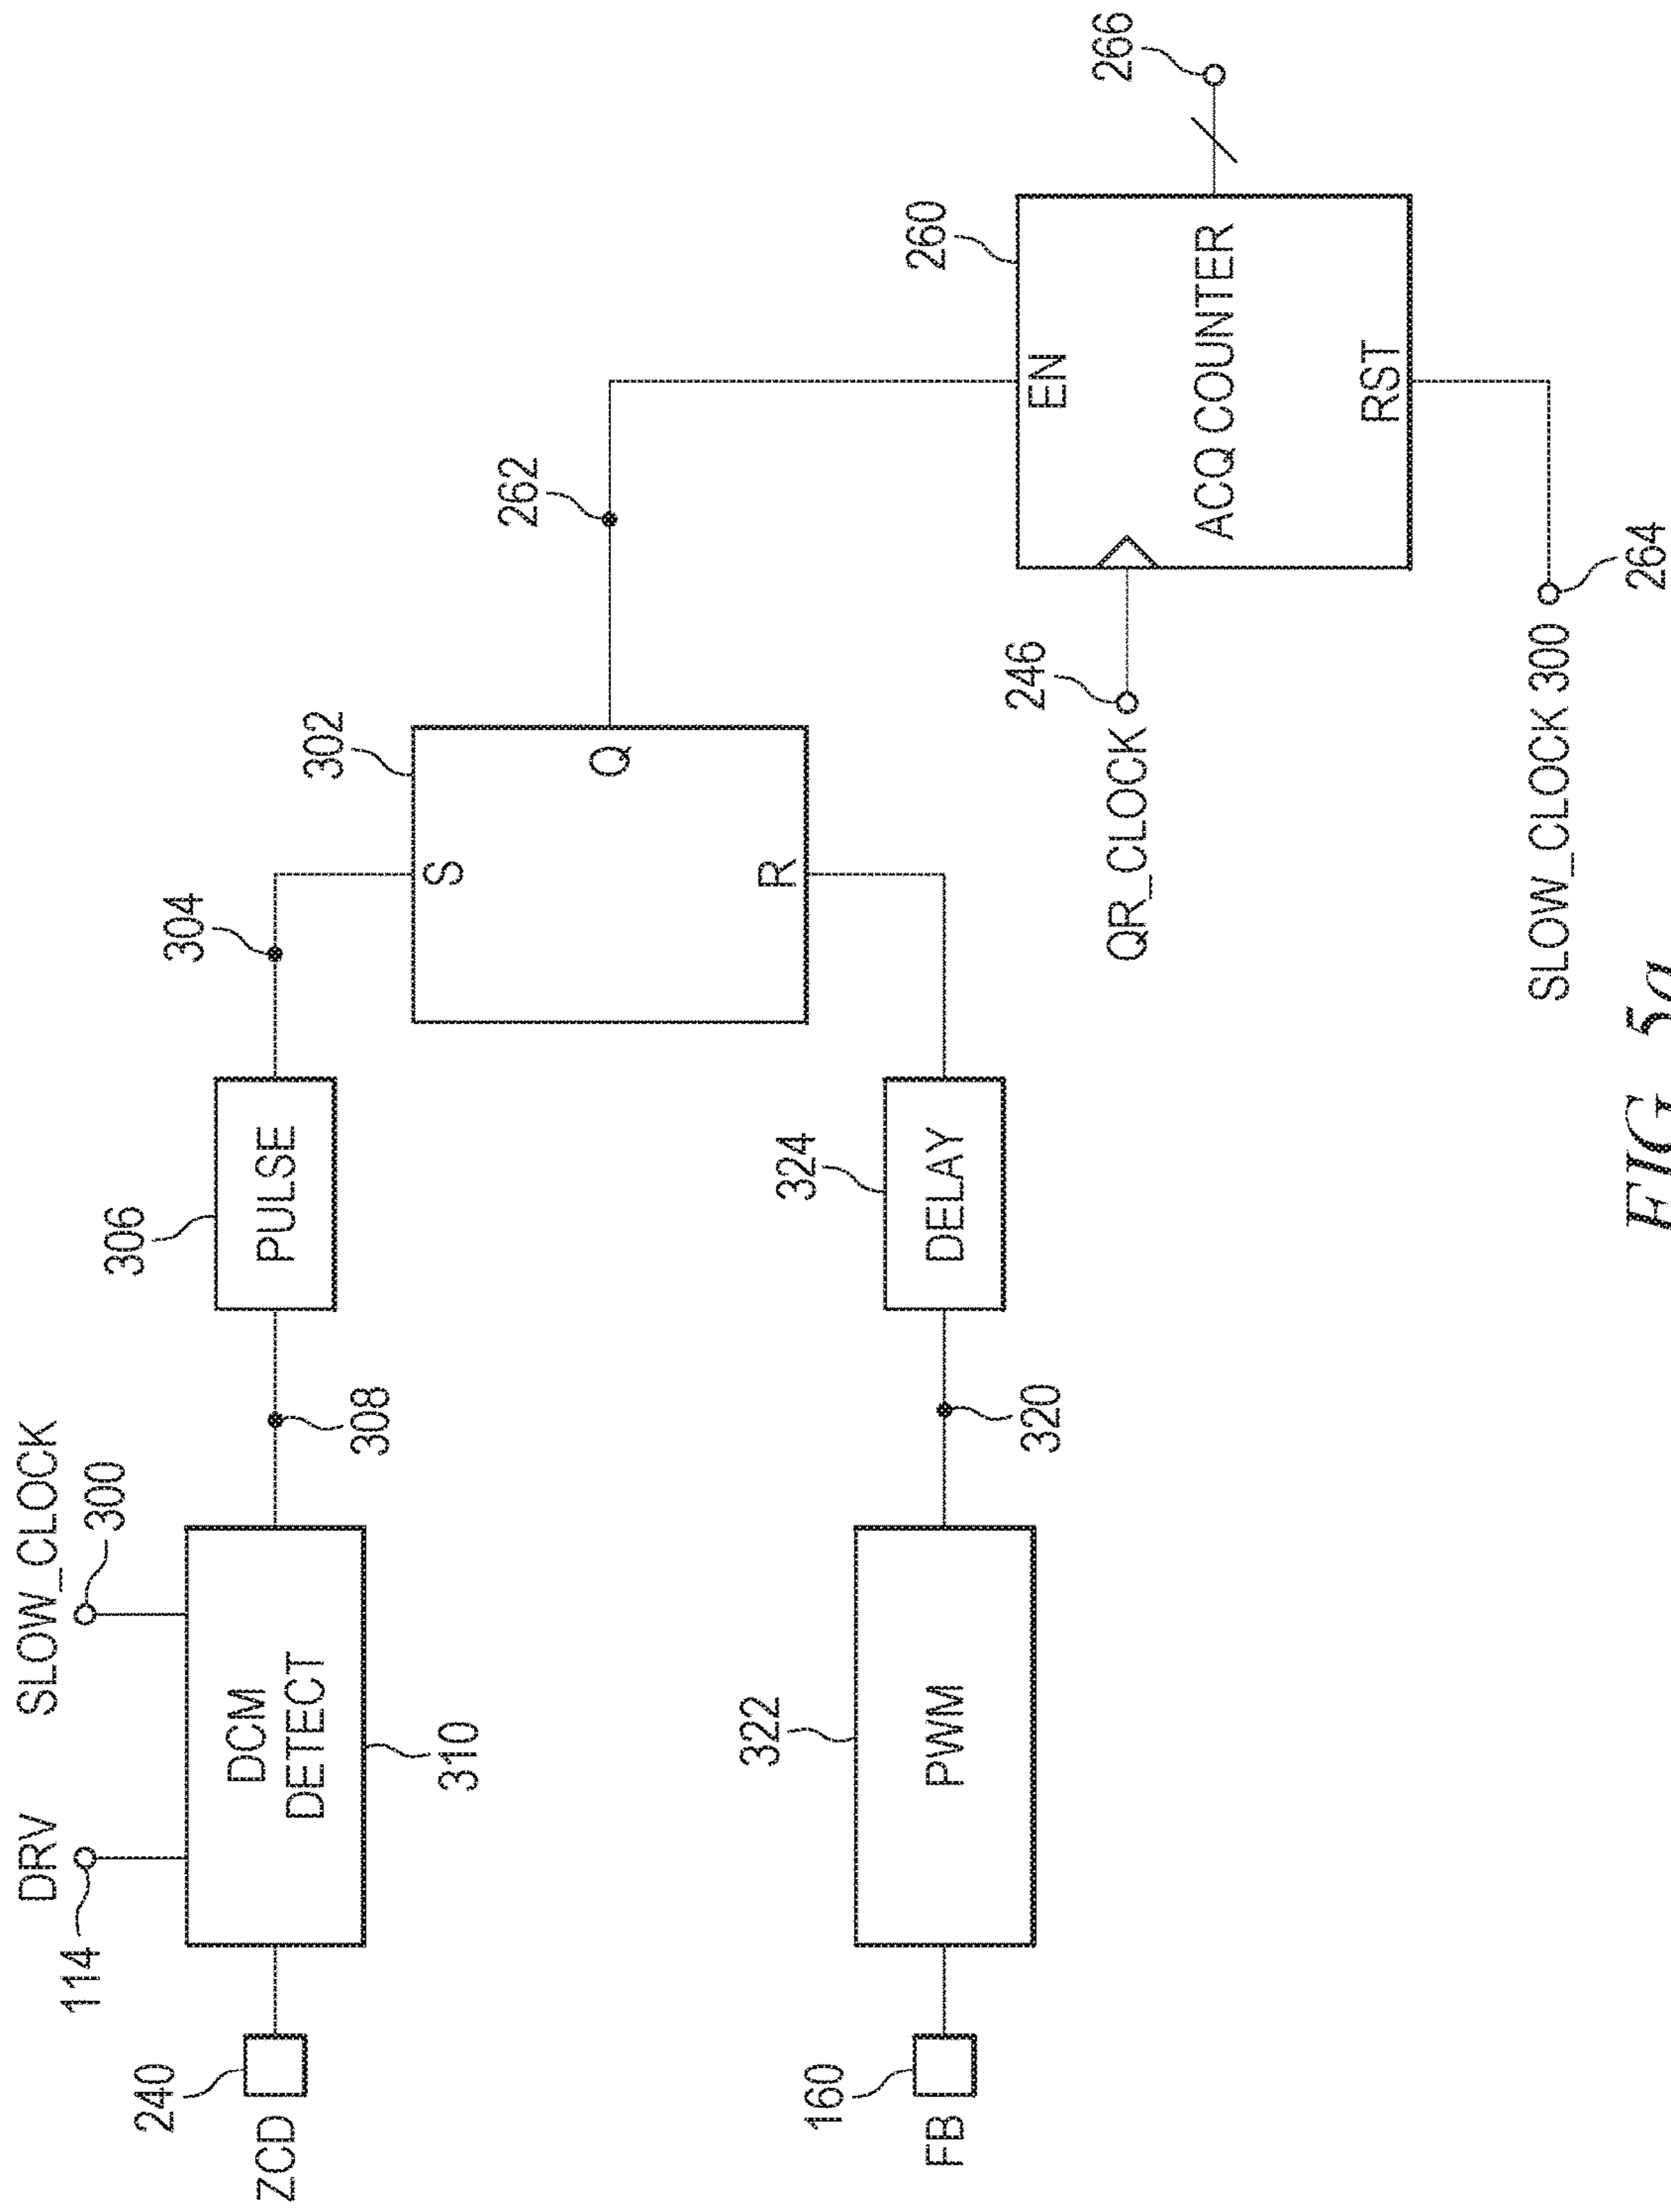 DRV
SLOW_CLOCK
114
300
240
ZCD
DCM
DETECT
310
308
306
PULSE
304
302
S
Q
R
262
160
FB
322
PWM
320
324
DELAY
260
EN
ACQ COUNTER
RST
266
QR_CLOCK
246
SLOW_CLOCK 300
264
FIG. 5a